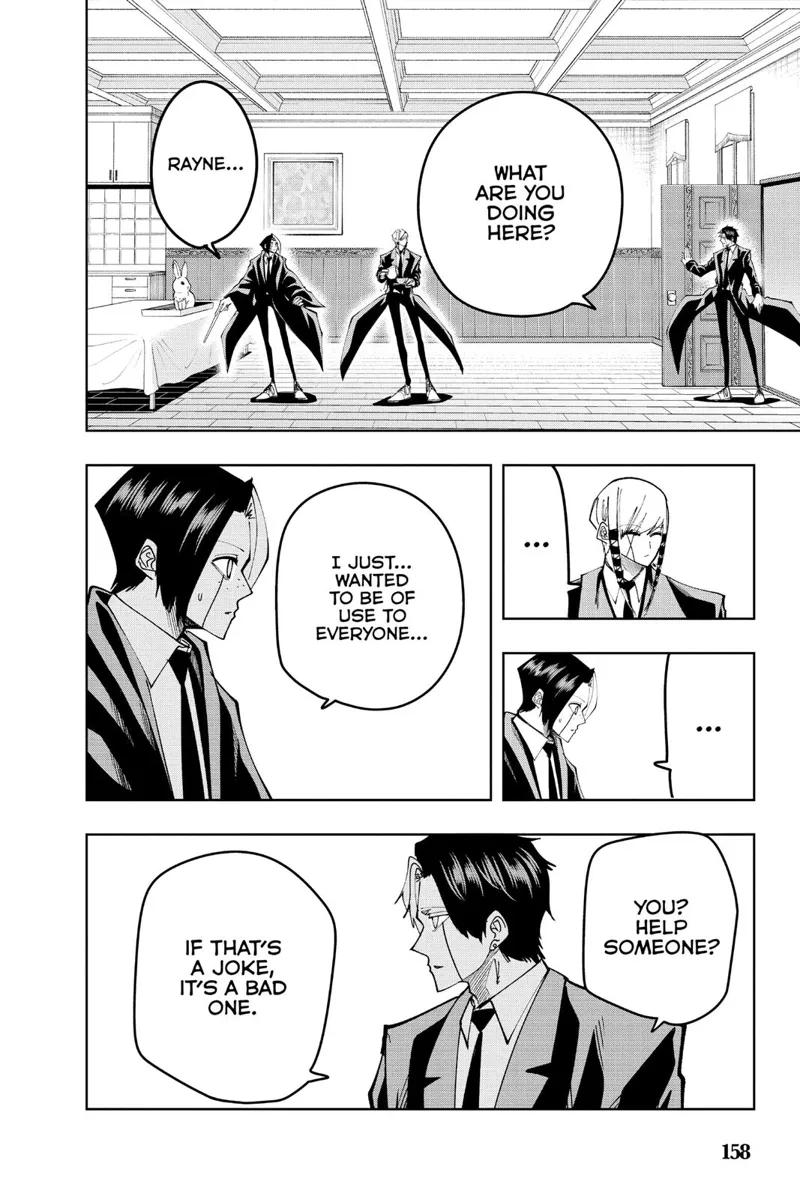 WHAT
ARE YOU
DOING
HERE?
RAYNE...
...
...
I JUST...
WANTED
TO BE OF
USE TO
EVERYONE...
YOU?
HELP
SOMEONE?
IF THAT'S
A JOKE,
IT'S A BAD
ONE.
158